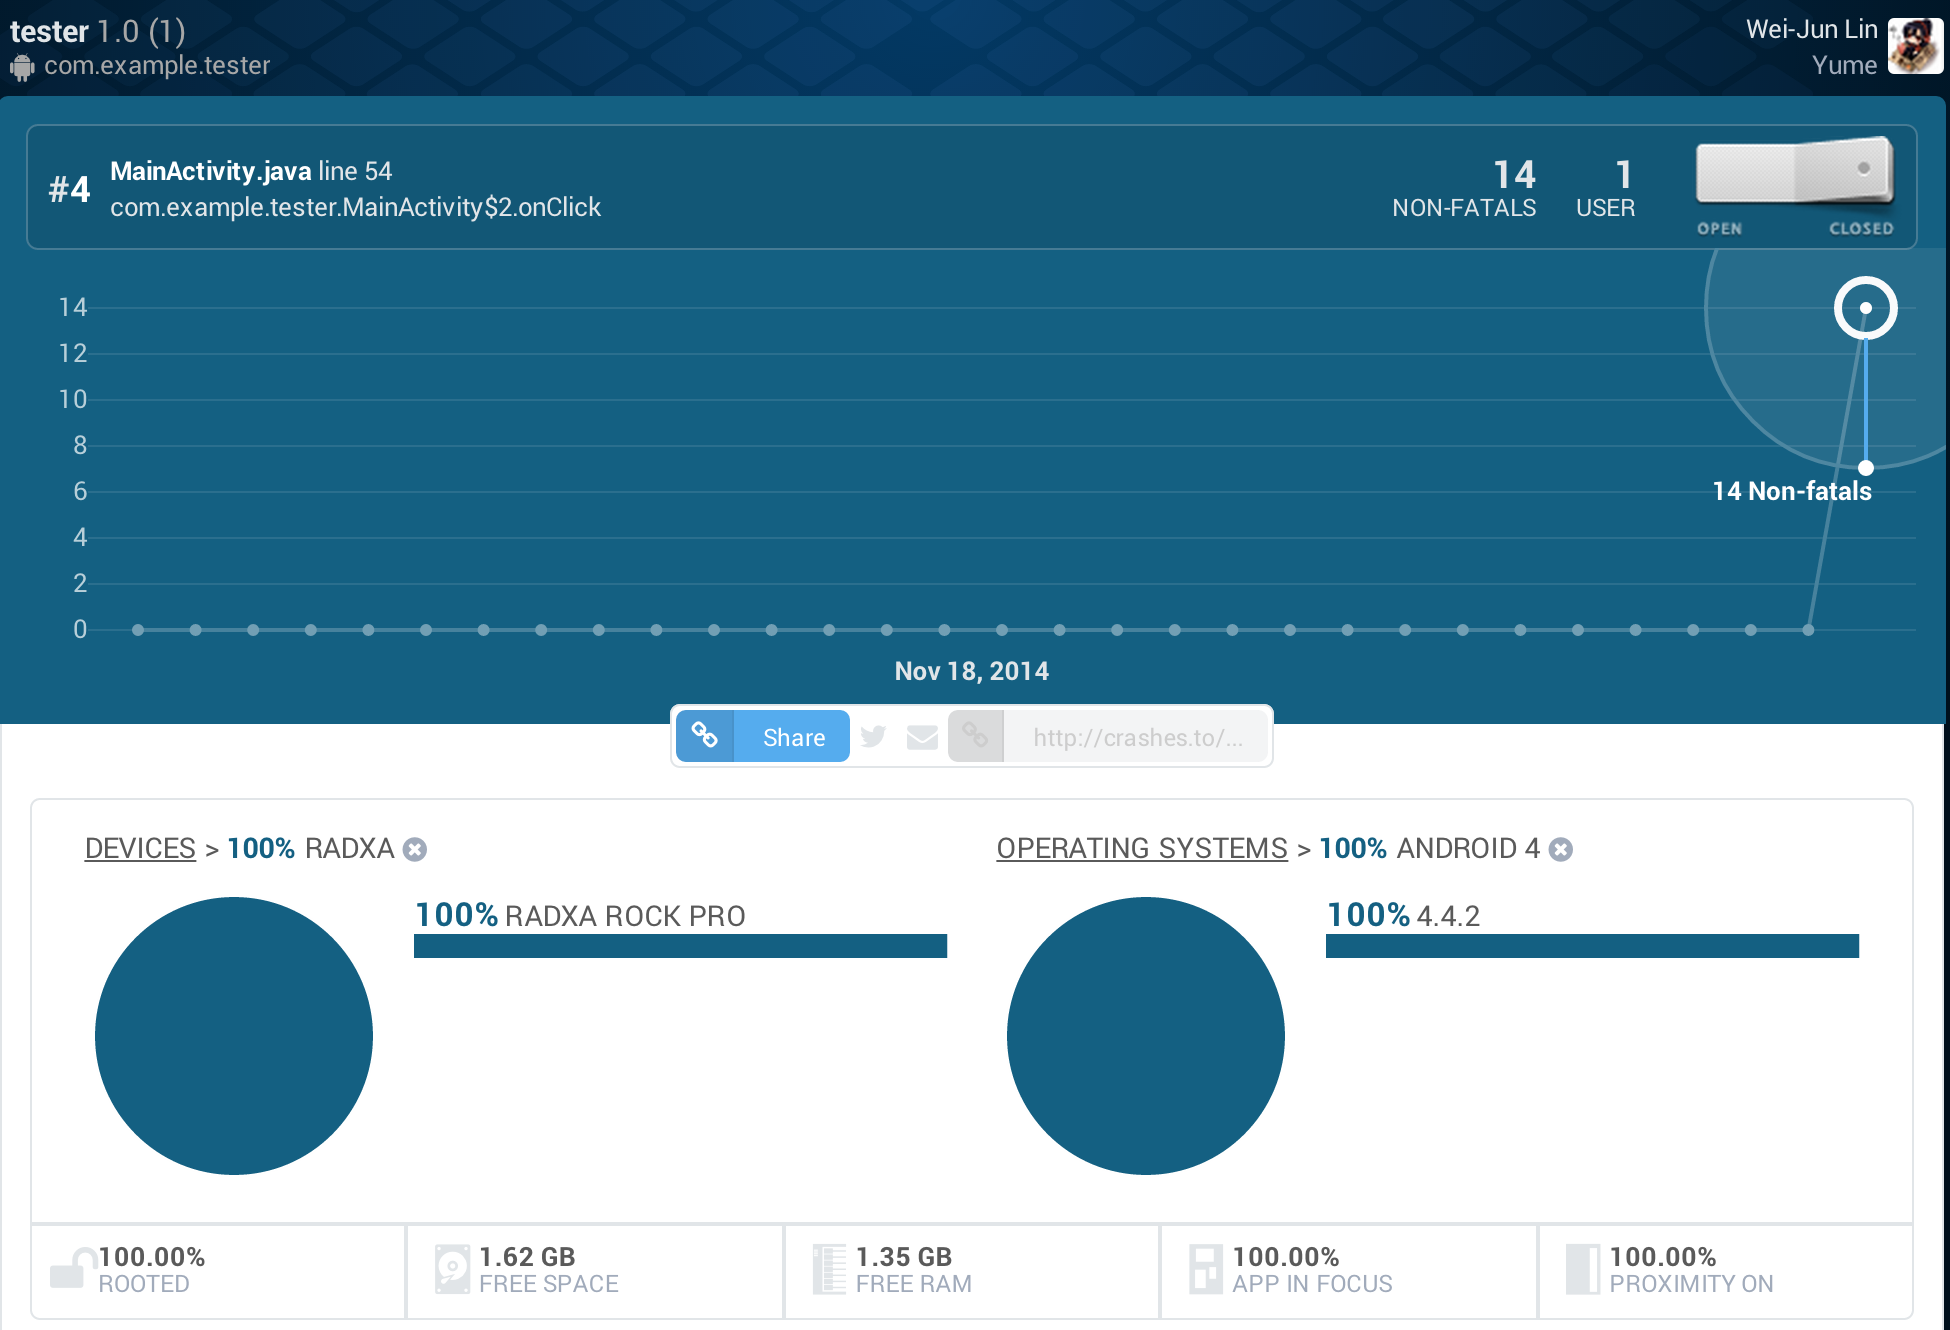 tester 1.0 (1)
com.example.tester
Wei-Jun Lin
Yume
#4
MainActivity.java line 54
com.example.tester.MainActivity$2.onClick
14
NON-FATALS
1
USER
OPEN
CLOSED
14
12
10
8
6
4
2
0
14 Non-fatals
Nov 18, 2014
Share
http://crashes.to/...
DEVICES > 100% RADXA
100% RADXA ROCK PRO
OPERATING SYSTEMS > 100% ANDROID 4
100% 4.4.2
100.00%
ROOTED
1.62 GB
FREE SPACE
1.35 GB
FREE RAM
100.00%
APP IN FOCUS
100.00%
PROXIMITY ON